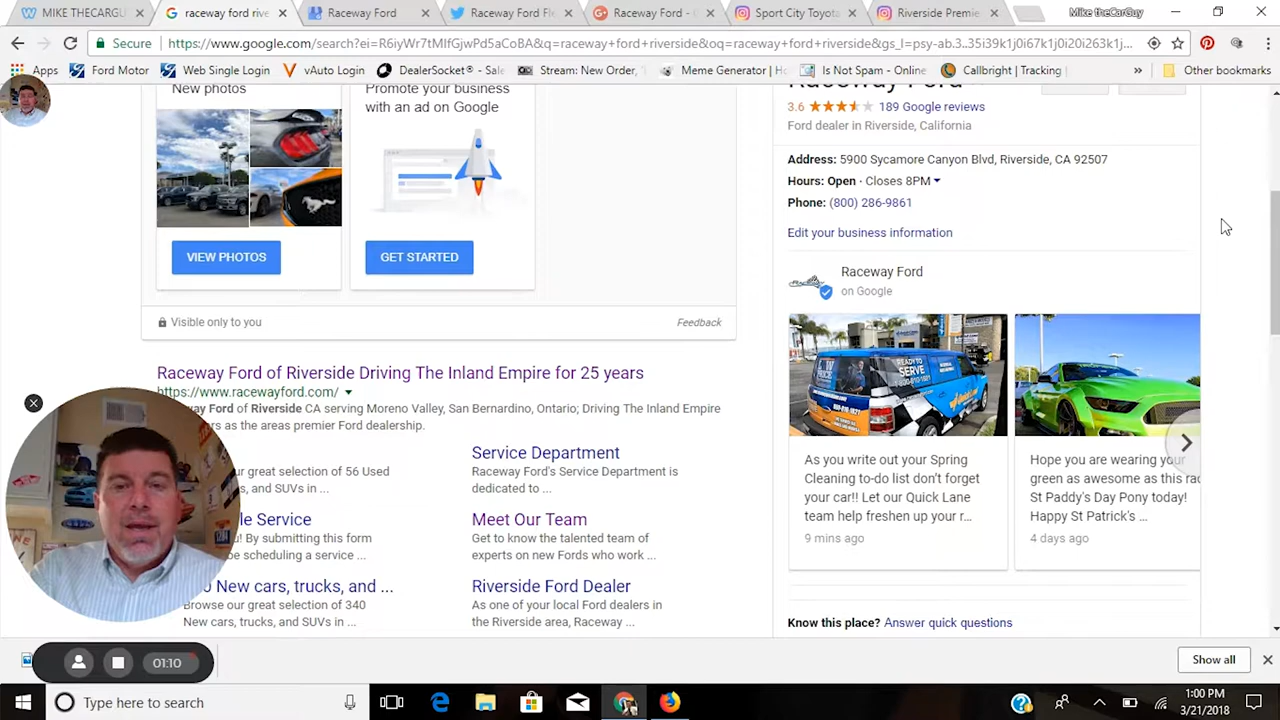 MIKE THECARGU
raceway ford rive
Raceway Ford
Raceway Ford Fle
Raceway Ford -
Sport City Toyota
Riverside Premie
Mike theCarGuy
Secure
https://www.google.com/search?ei=R6iyWr7tMIfGjwPd5aCoBA&q=raceway+ford+riverside&oq=raceway+ford+riverside&gs_l=psy-ab.3..35i39k1j0i67k1j0i20i263k1j...
Apps
Ford Motor
Web Single Login
vAuto Login
DealerSocket® - Sale
Stream: New Order,
Meme Generator | Ho
Is Not Spam - Online
Callbright | Tracking
»
Other bookmarks
New photos
VIEW PHOTOS
Promote your business
with an ad on Google
GET STARTED
Visible only to you
Feedback
Raceway Ford of Riverside Driving The Inland Empire for 25 years
https://www.racewayford.com/
way Ford of Riverside CA serving Moreno Valley, San Bernardino, Ontario; Driving The Inland Empire
rs as the areas premier Ford dealership.
ur great selection of 56 Used
s, and SUVs in ...
le Service
u! By submitting this form
be scheduling a service ...
New cars, trucks, and ...
Browse our great selection of 340
New cars, trucks, and SUVs in ...
Service Department
Raceway Ford's Service Department is
dedicated to ...
Meet Our Team
Get to know the talented team of
experts on new Fords who work ...
Riverside Ford Dealer
As one of your local Ford dealers in
the Riverside area, Raceway ...
Raceway Ford
3.6 189 Google reviews
Ford dealer in Riverside, California
Address: 5900 Sycamore Canyon Blvd, Riverside, CA 92507
Hours: Open · Closes 8PM
Phone: (800) 286-9861
Edit your business information
Raceway Ford
on Google
READY TO
SERVE
As you write out your Spring
Cleaning to-do list don't forget
your car!! Let our Quick Lane
team help freshen up your r...
9 mins ago
Hope you are wearing your
green as awesome as this rac
St Paddy's Day Pony today!
Happy St Patrick's ...
4 days ago
Know this place? Answer quick questions
01:10
Show all
Type here to search
1:00 PM
3/21/2018